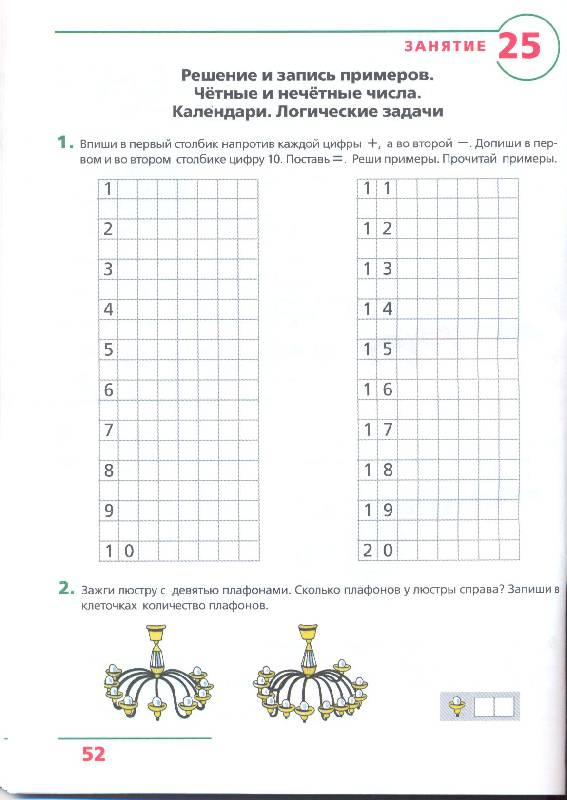 ЗАНЯТИЕ 25
Решение и запись примеров.
Чётные и нечётные числа.
Календари. Логические задачи
1. Впиши в первый столбик напротив каждой цифры +, а во второй —. Допиши в пер-
вом и во втором столбике цифру 10. Поставь =. Реши примеры. Прочитай примеры.
1 11
2 12
3 13
4 14
5 15
6 16
7 17
8 18
9 19
10 20
2. Зажги люстру с девятью плафонами. Сколько плафонов у люстры справа? Запиши в
клеточках количество плафонов.
52